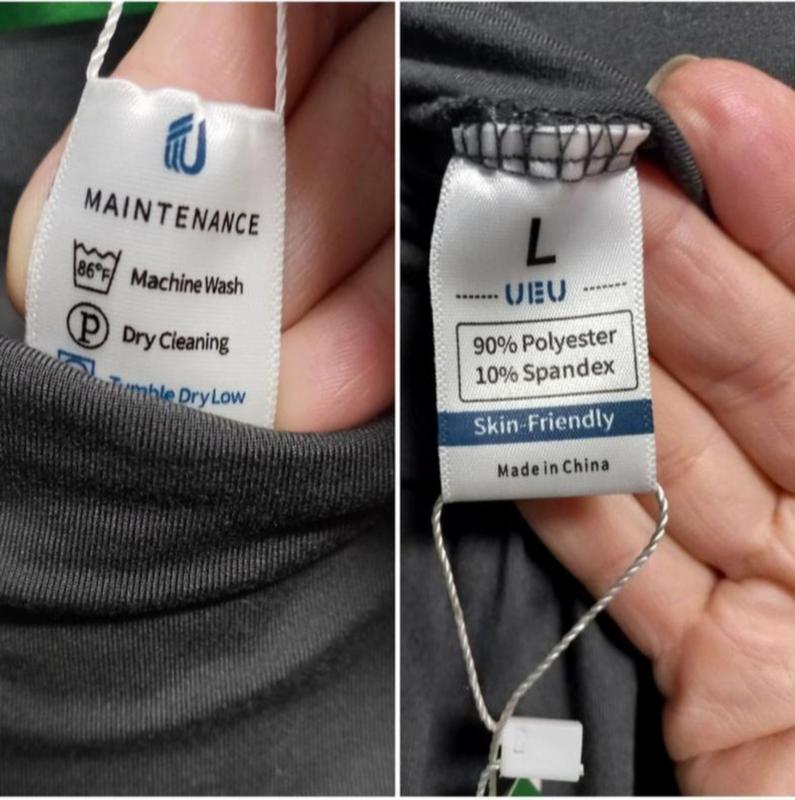 MAINTENANCE
86°F Machine Wash
P Dry Cleaning
Tumble Dry Low
L
UEU
90% Polyester
10% Spandex
Skin-Friendly
Made in China